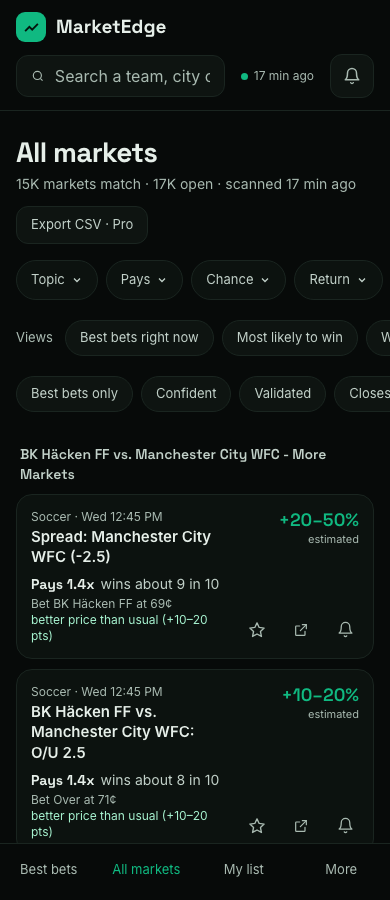 MarketEdge
Search a team, city c
17 min ago
All markets
15K markets match · 17K open · scanned 17 min ago
Export CSV · Pro
Topic Pays Chance Return
Views Best bets right now Most likely to win
Best bets only Confident Validated Closes
BK Häcken FF vs. Manchester City WFC - More
Markets
Soccer · Wed 12:45 PM
+20–50%
estimated
Spread: Manchester City
WFC (-2.5)
Pays 1.4x wins about 9 in 10
Bet BK Häcken FF at 69¢
better price than usual (+10–20
pts)
Soccer · Wed 12:45 PM
+10–20%
estimated
BK Häcken FF vs.
Manchester City WFC:
O/U 2.5
Pays 1.4x wins about 8 in 10
Bet Over at 71¢
better price than usual (+10–20
pts)
Best bets All markets My list More